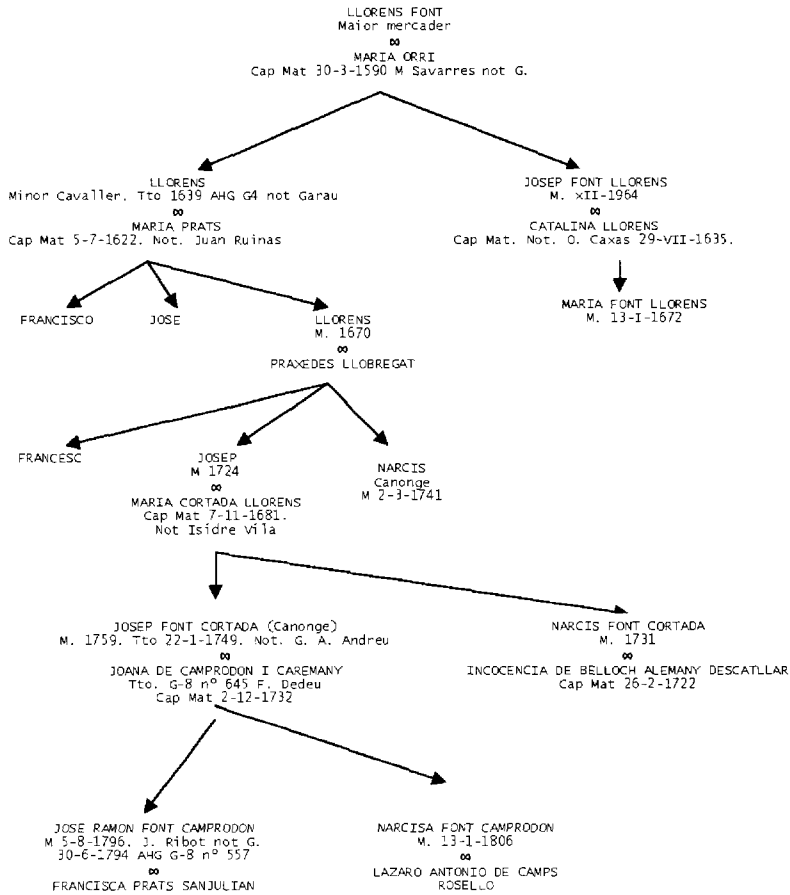 LLORENS FONT
Maior mercader
∞
MARIA ORRI
Cap Mat 30-3-1590 M Savarres not G.
LLORENS
Minor Cavaller. Tto 1639 AHG G4 not Garau
∞
MARIA PRATS
Cap Mat 5-7-1622. Not. Juan Ruinas
JOSEP FONT LLORENS
M. xII-1964
∞
CATALINA LLORENS
Cap Mat. Not. O. Caxas 29-VII-1635.
FRANCISCO
JOSE
LLORENS
M. 1670
∞
PRAXEDES LLOBREGAT
MARIA FONT LLORENS
M. 13-I-1672
FRANCESC
JOSEP
M 1724
∞
MARIA CORTADA LLORENS
Cap Mat 7-11-1681.
Not Isidre Vila
NARCIS
Canonge
M 2-3-1741
JOSEP FONT CORTADA (Canonge)
M. 1759. Tto 22-1-1749. Not. G. A. Andreu
∞
JOANA DE CAMPRODON I CAREMANY
Tto. G-8 nº 645 F. Dedeu
Cap Mat 2-12-1732
NARCIS FONT CORTADA
M. 1731
∞
INCOCENCIA DE BELLOCH ALEMANY DESCATLLAR
Cap Mat 26-2-1722
JOSE RAMON FONT CAMPRODON
M 5-8-1796. J. Ribot not G.
30-6-1794 AHG G-8 nº 557
∞
FRANCISCA PRATS SANJULIAN
NARCISA FONT CAMPRODON
M. 13-1-1806
∞
LAZARO ANTONIO DE CAMPS
ROSELLO